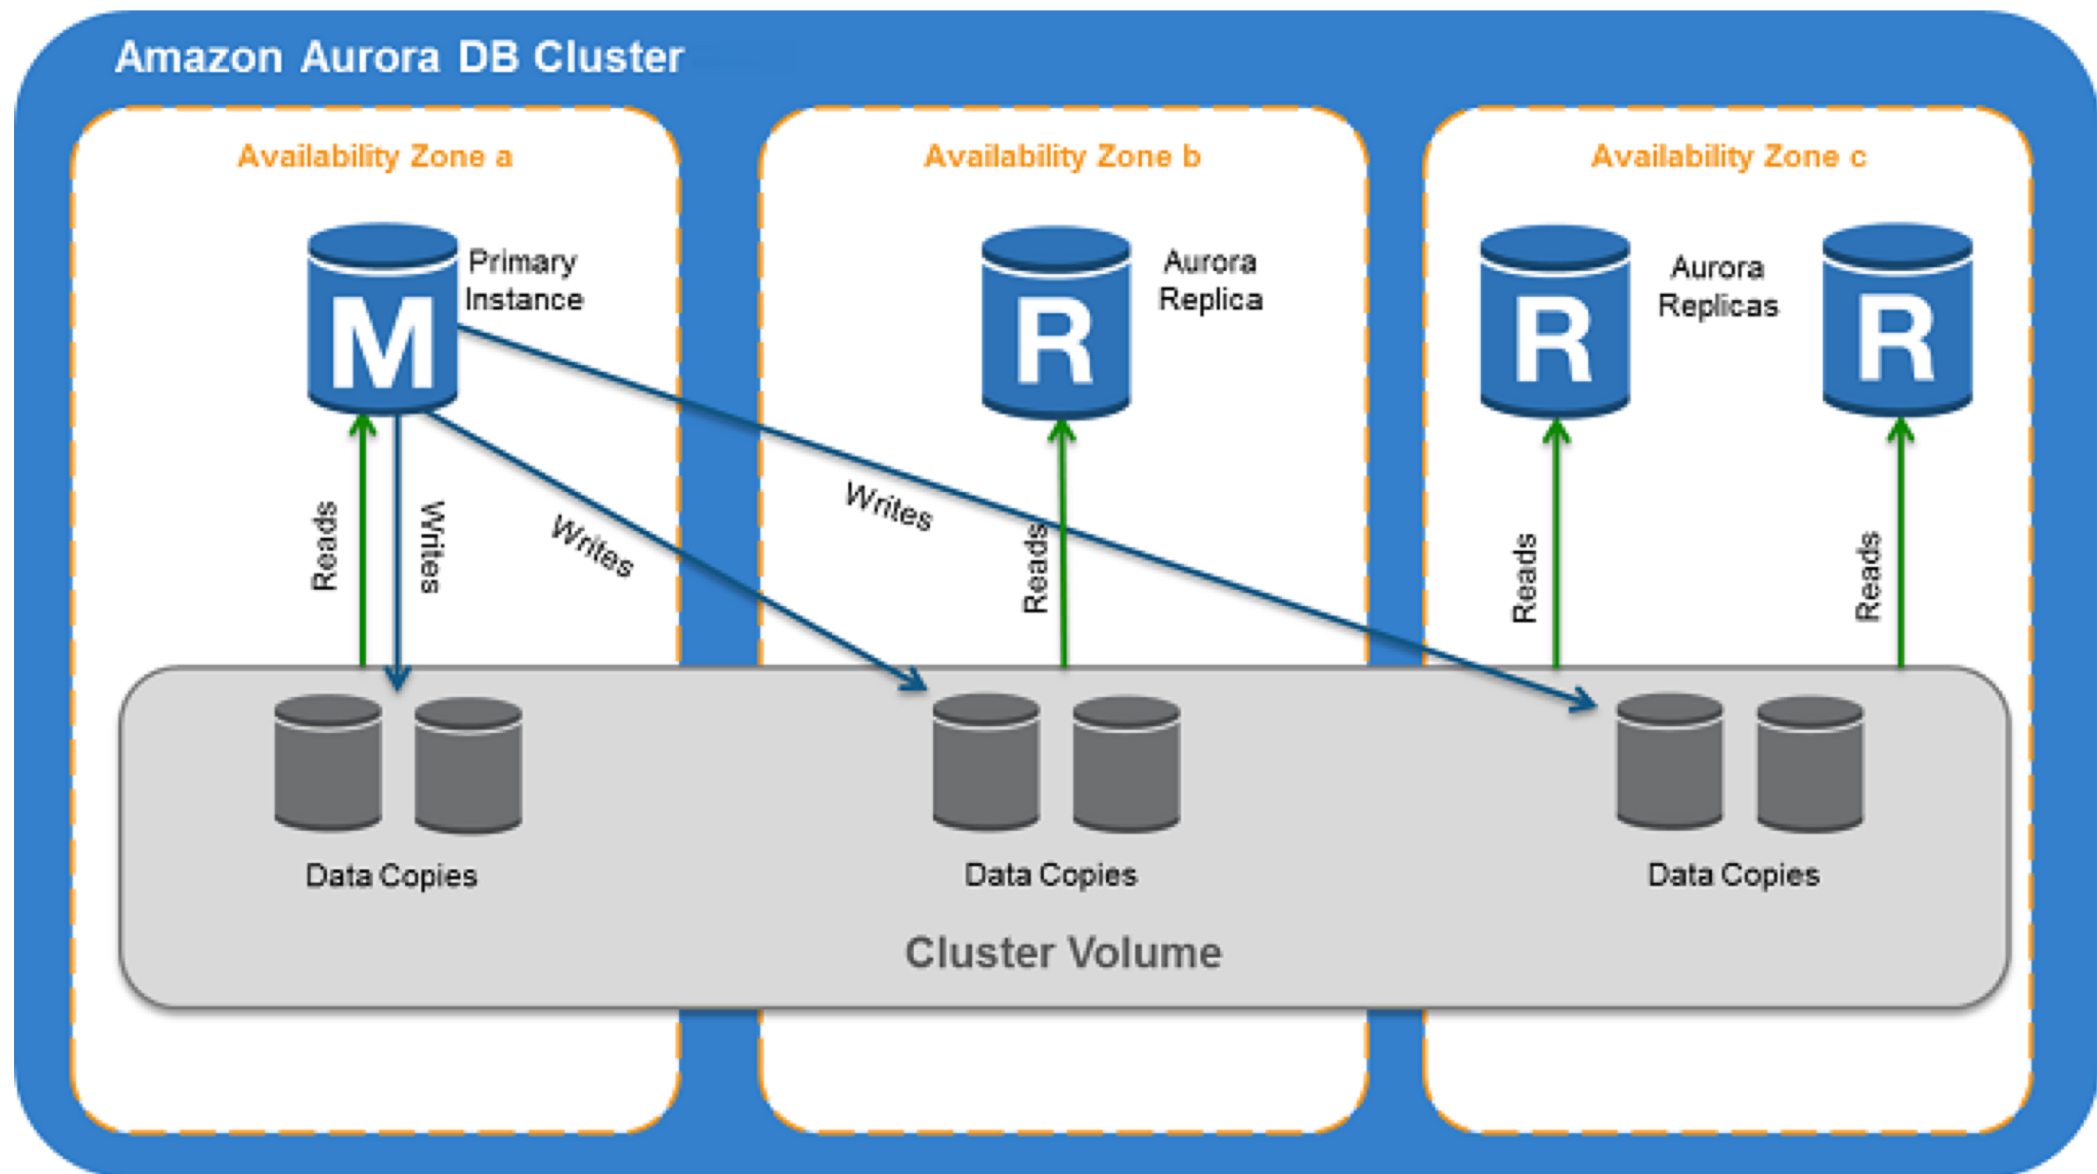 Amazon Aurora DB Cluster
Availability Zone a
Availability Zone b
Availability Zone c
M
Primary
Instance
R
Aurora
Replica
R
Aurora
Replicas
R
Reads
Writes
Writes
Writes
Reads
Reads
Reads
Data Copies
Data Copies
Data Copies
Cluster Volume